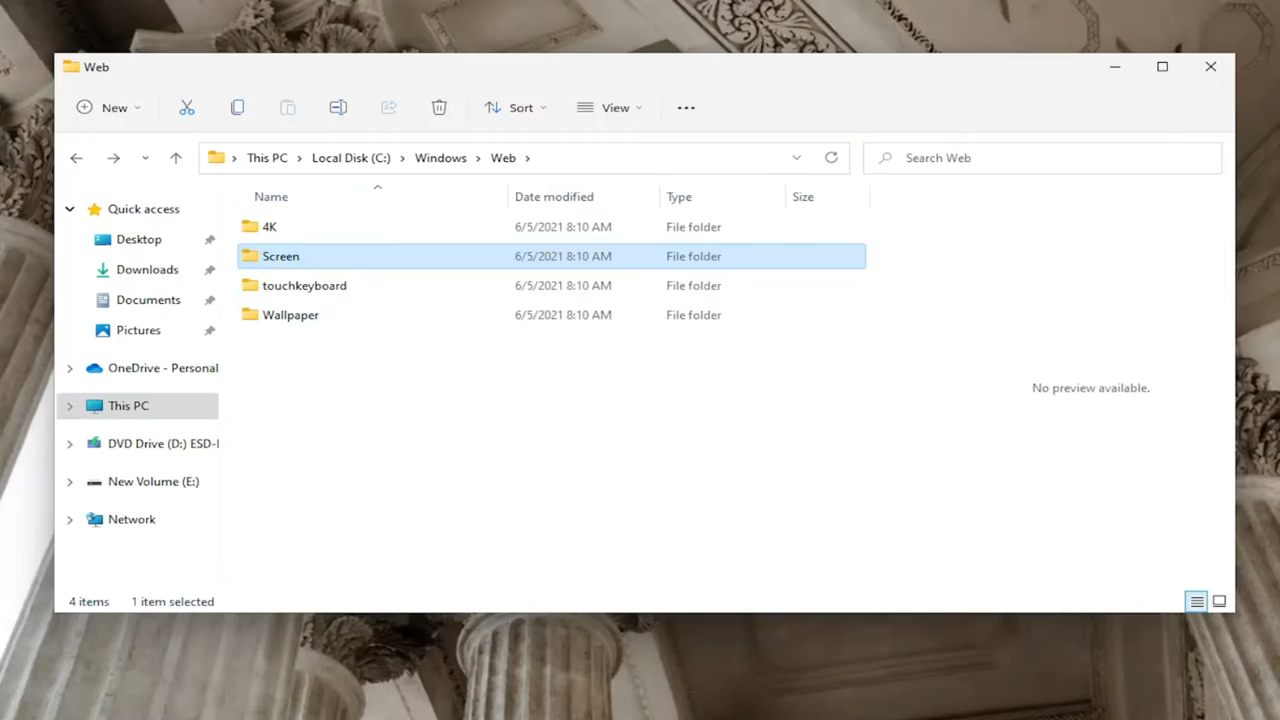 Web
New
Sort
View
This PC
Local Disk (C:)
Windows
Web
Search Web
Quick access
Desktop
Downloads
Documents
Pictures
OneDrive - Personal
This PC
DVD Drive (D:) ESD-I
New Volume (E:)
Network
Name Date modified Type Size
4K 6/5/2021 8:10 AM File folder
Screen 6/5/2021 8:10 AM File folder
touchkeyboard 6/5/2021 8:10 AM File folder
Wallpaper 6/5/2021 8:10 AM File folder
No preview available.
4 items 1 item selected